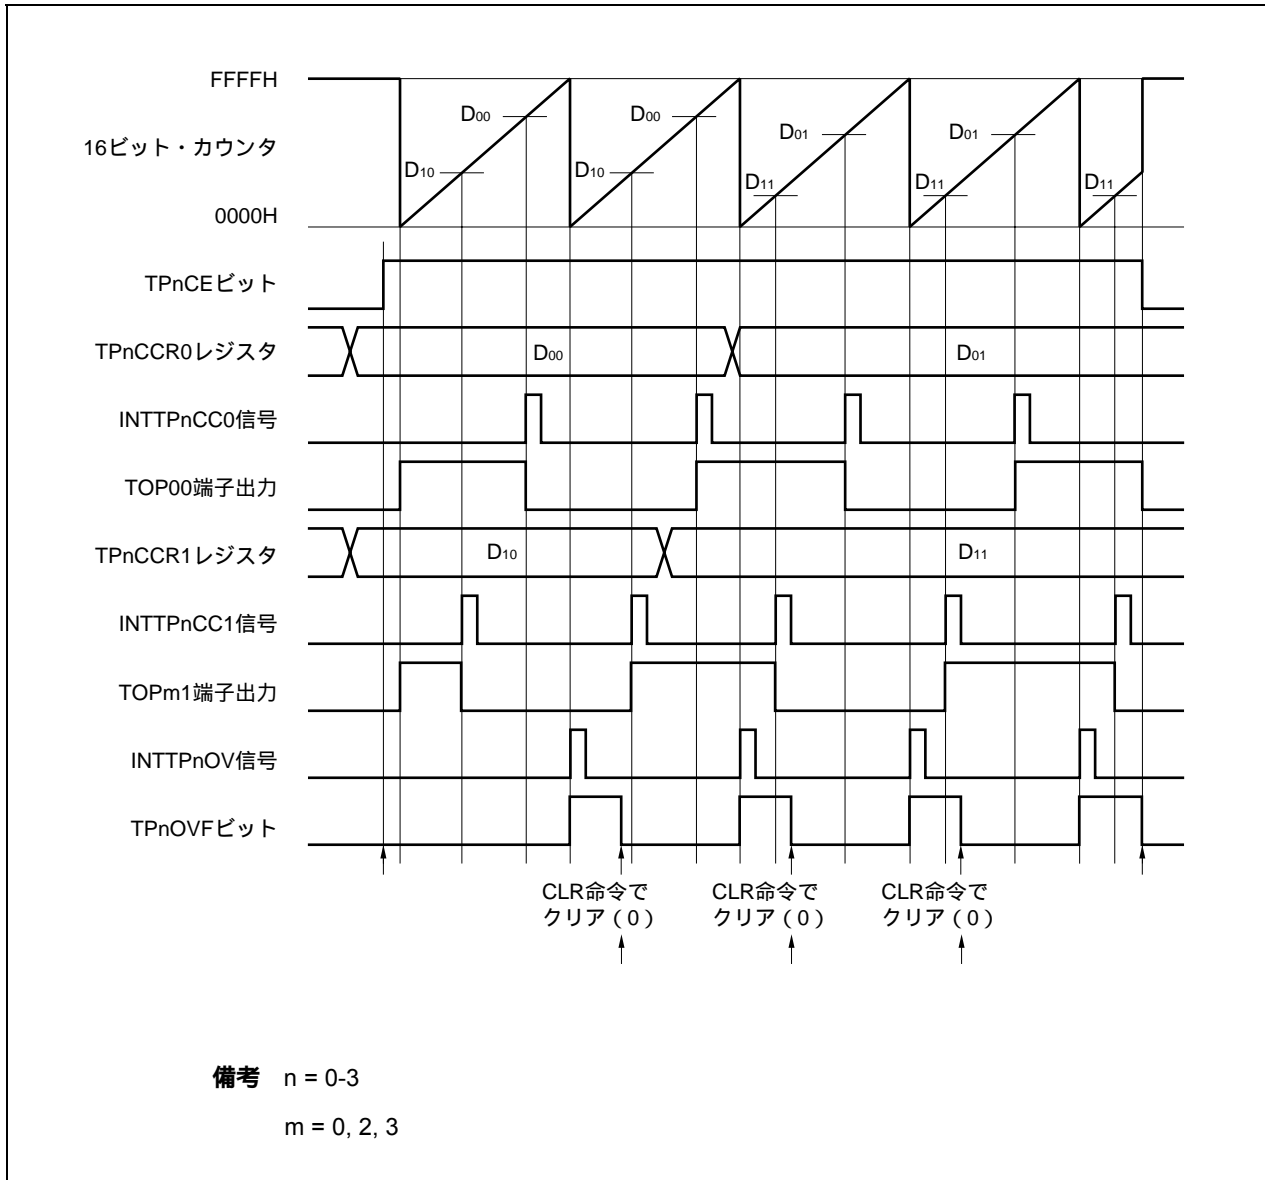 FFFFH
D00 D00
D01 D01
16ビット・カウンタ
D10 D10 D11 D11 D11
0000H
TPnCEビット
TPnCCR0レジスタ D00 D01
INTTPnCC0信号
TOP00端子出力
TPnCCR1レジスタ D10 D11
INTTPnCC1信号
TOPm1端子出力
INTTPnOV信号
TPnOVFビット
CLR命令で CLR命令で CLR命令で
クリア(0) クリア(0) クリア(0)
備考 n = 0-3
m = 0, 2, 3